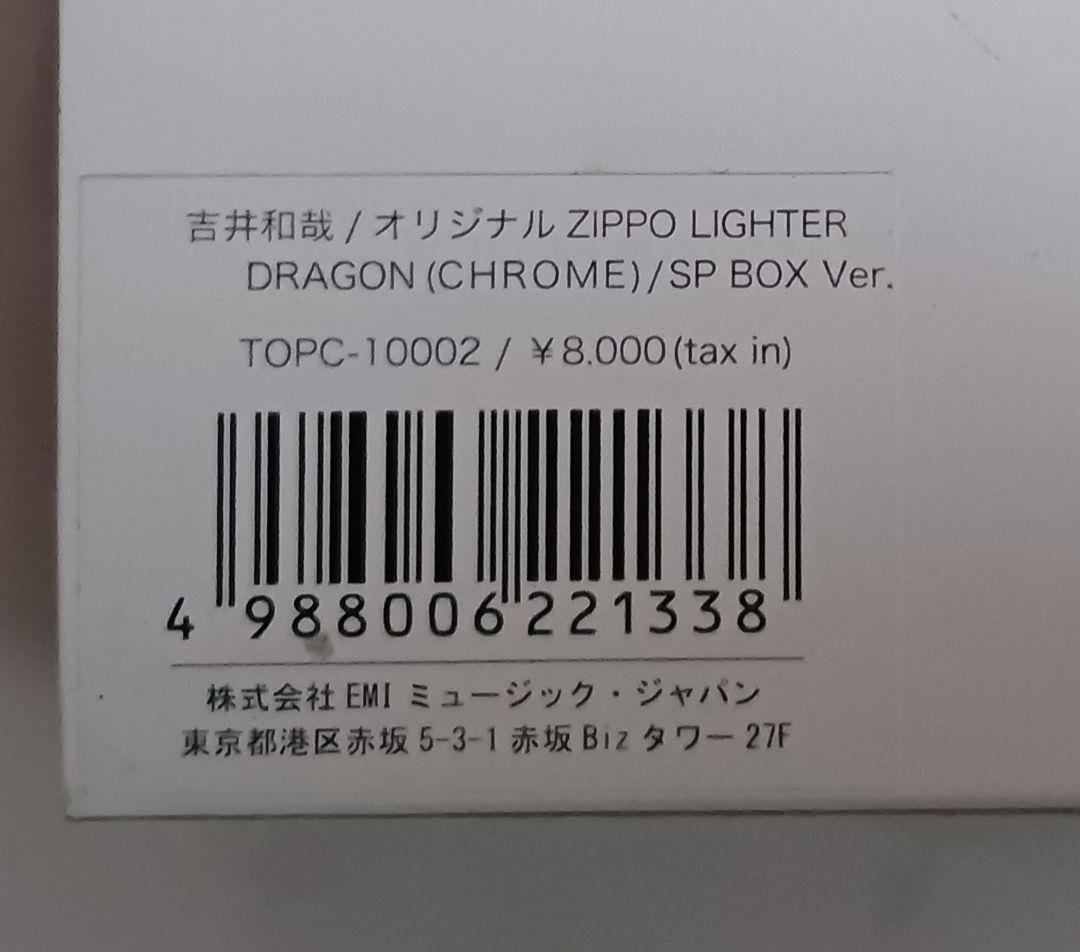 吉井和哉 / オリジナル ZIPPO LIGHTER
DRAGON (CHROME) / SP BOX Ver.
TOPC-10002 / ¥8.000 (tax in)
4 988006 221338
株式会社 EMI ミュージック・ジャパン
東京都港区赤坂 5-3-1 赤坂 Biz タワー 27F